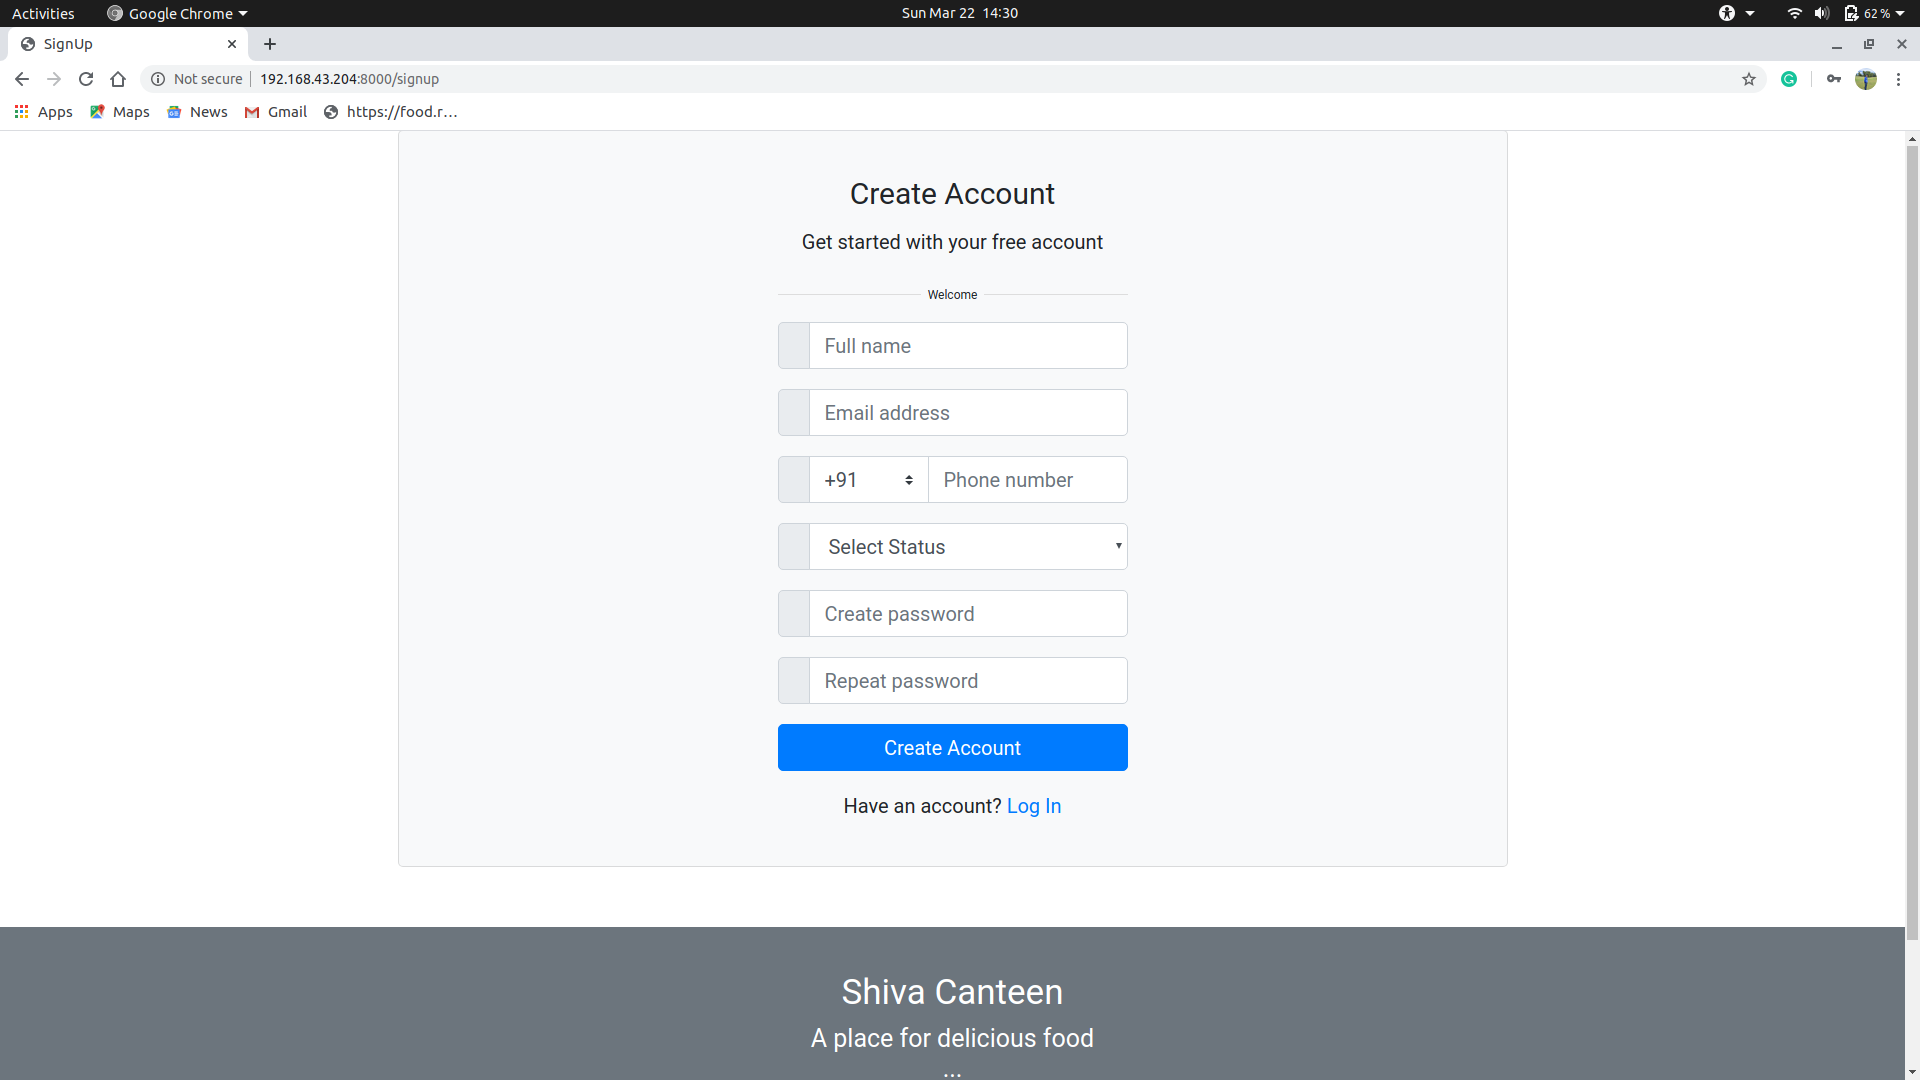 Activities
Google Chrome
Sun Mar 22 14:30
62 %
SignUp
Not secure
192.168.43.204:8000/signup
Apps
Maps
News
Gmail
https://food.r…
Create Account
Get started with your free account
Welcome
Full name
Email address
+91
Phone number
Select Status
Create password
Repeat password
Create Account
Have an account? Log In
Shiva Canteen
A place for delicious food
...